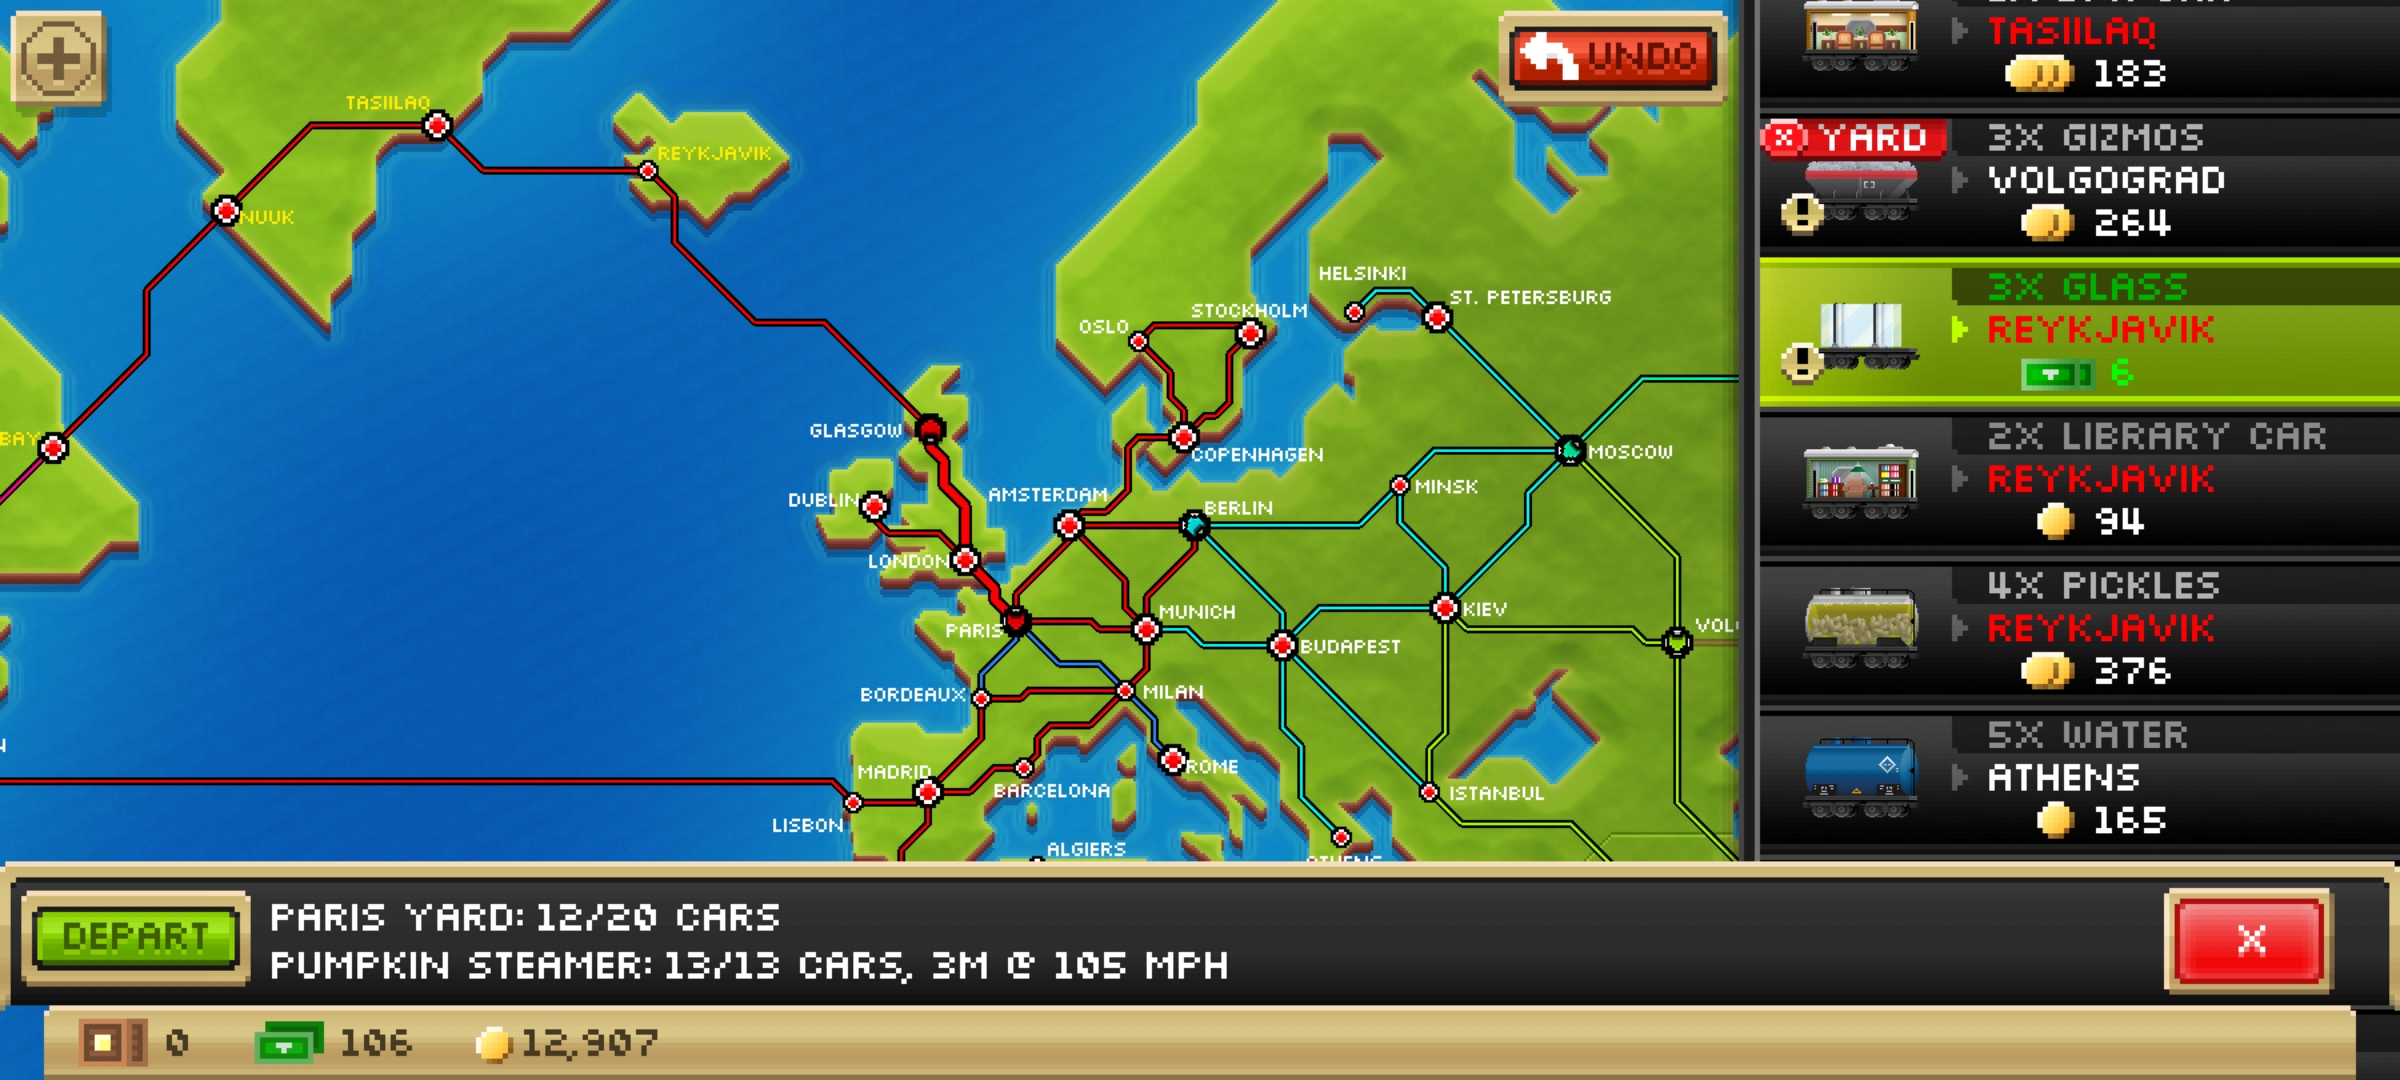 UNDO
TASIILAQ
183
YARD
3X GIZMOS
VOLGOGRAD
264
3X GLASS
REYKJAVIK
6
2X LIBRARY CAR
REYKJAVIK
94
4X PICKLES
REYKJAVIK
376
5X WATER
ATHENS
165
TASIILAQ
REYKJAVIK
NUUK
HELSINKI
ST. PETERSBURG
STOCKHOLM
OSLO
GLASGOW
BAY
COPENHAGEN
MOSCOW
MINSK
DUBLIN
AMSTERDAM
BERLIN
LONDON
MUNICH
KIEV
PARIS
BUDAPEST
VOL
BORDEAUX
MILAN
MADRID
ROME
BARCELONA
ISTANBUL
LISBON
ALGIERS
ATHENS
DEPART
PARIS YARD: 12/20 CARS
PUMPKIN STEAMER: 13/13 CARS, 3M @ 105 MPH
X
0
106
12,907